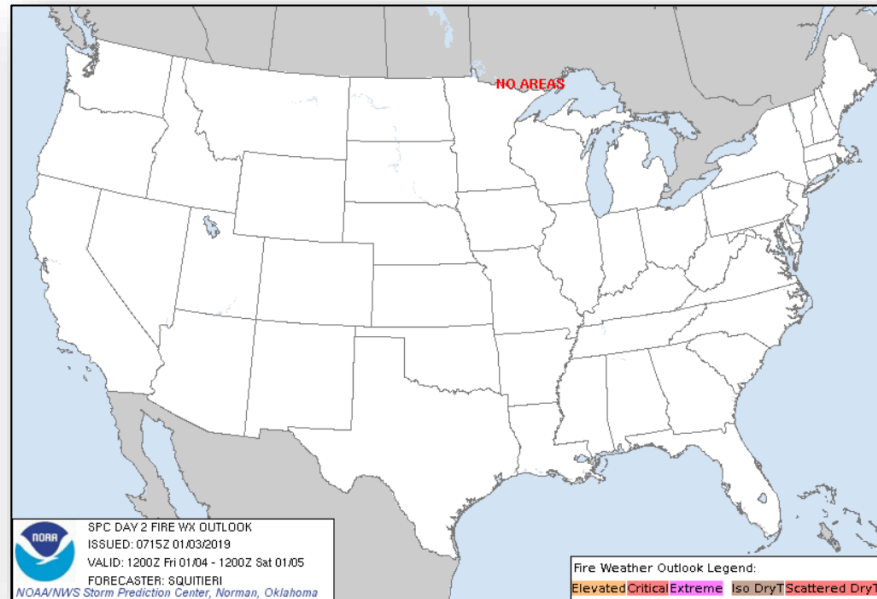 NO AREAS
SPC DAY 2 FIRE WX OUTLOOK
ISSUED: 0715Z 01/03/2019
VALID: 1200Z Fri 01/04 - 1200Z Sat 01/05
FORECASTER: SQUITIERI
NOAA/NWS Storm Prediction Center, Norman, Oklahoma
NOAA
Fire Weather Outlook Legend:
Elevated Critical Extreme Iso DryT Scattered DryT